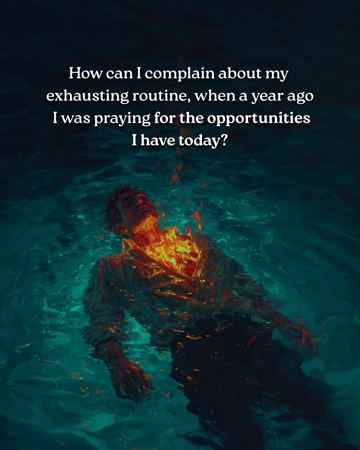 How can I complain about my
exhausting routine, when a year ago
I was praying for the opportunities
I have today?